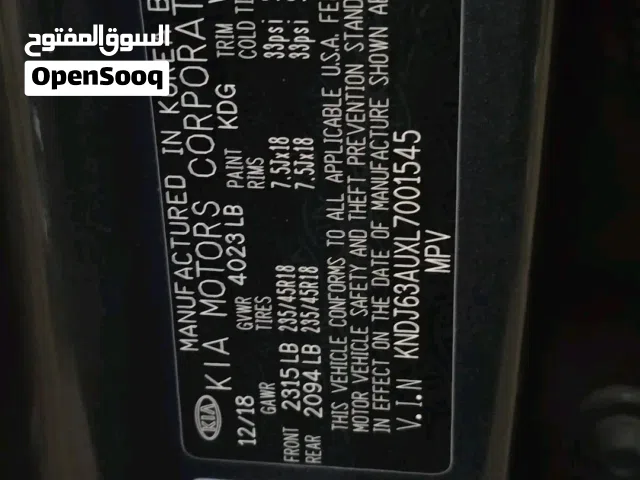 السوق المفتوح
OpenSooq
MANUFACTURED IN KOREA B
KIA KIA MOTORS CORPORAT
12/18 GVWR 4023 LB PAINT KDG TRIM
GAWR TIRES RIMS COLD TI
FRONT 2315 LB 235/45R18 7.5Jx18 33psi
REAR 2094 LB 235/45R18 7.5Jx18 33psi
THIS VEHICLE CONFORMS TO ALL APPLICABLE U.S.A. FE
MOTOR VEHICLE SAFETY AND THEFT PREVENTION STAND
IN EFFECT ON THE DATE OF MANUFACTURE SHOWN AB
V.I.N KNDJ63AUXL7001545
MPV